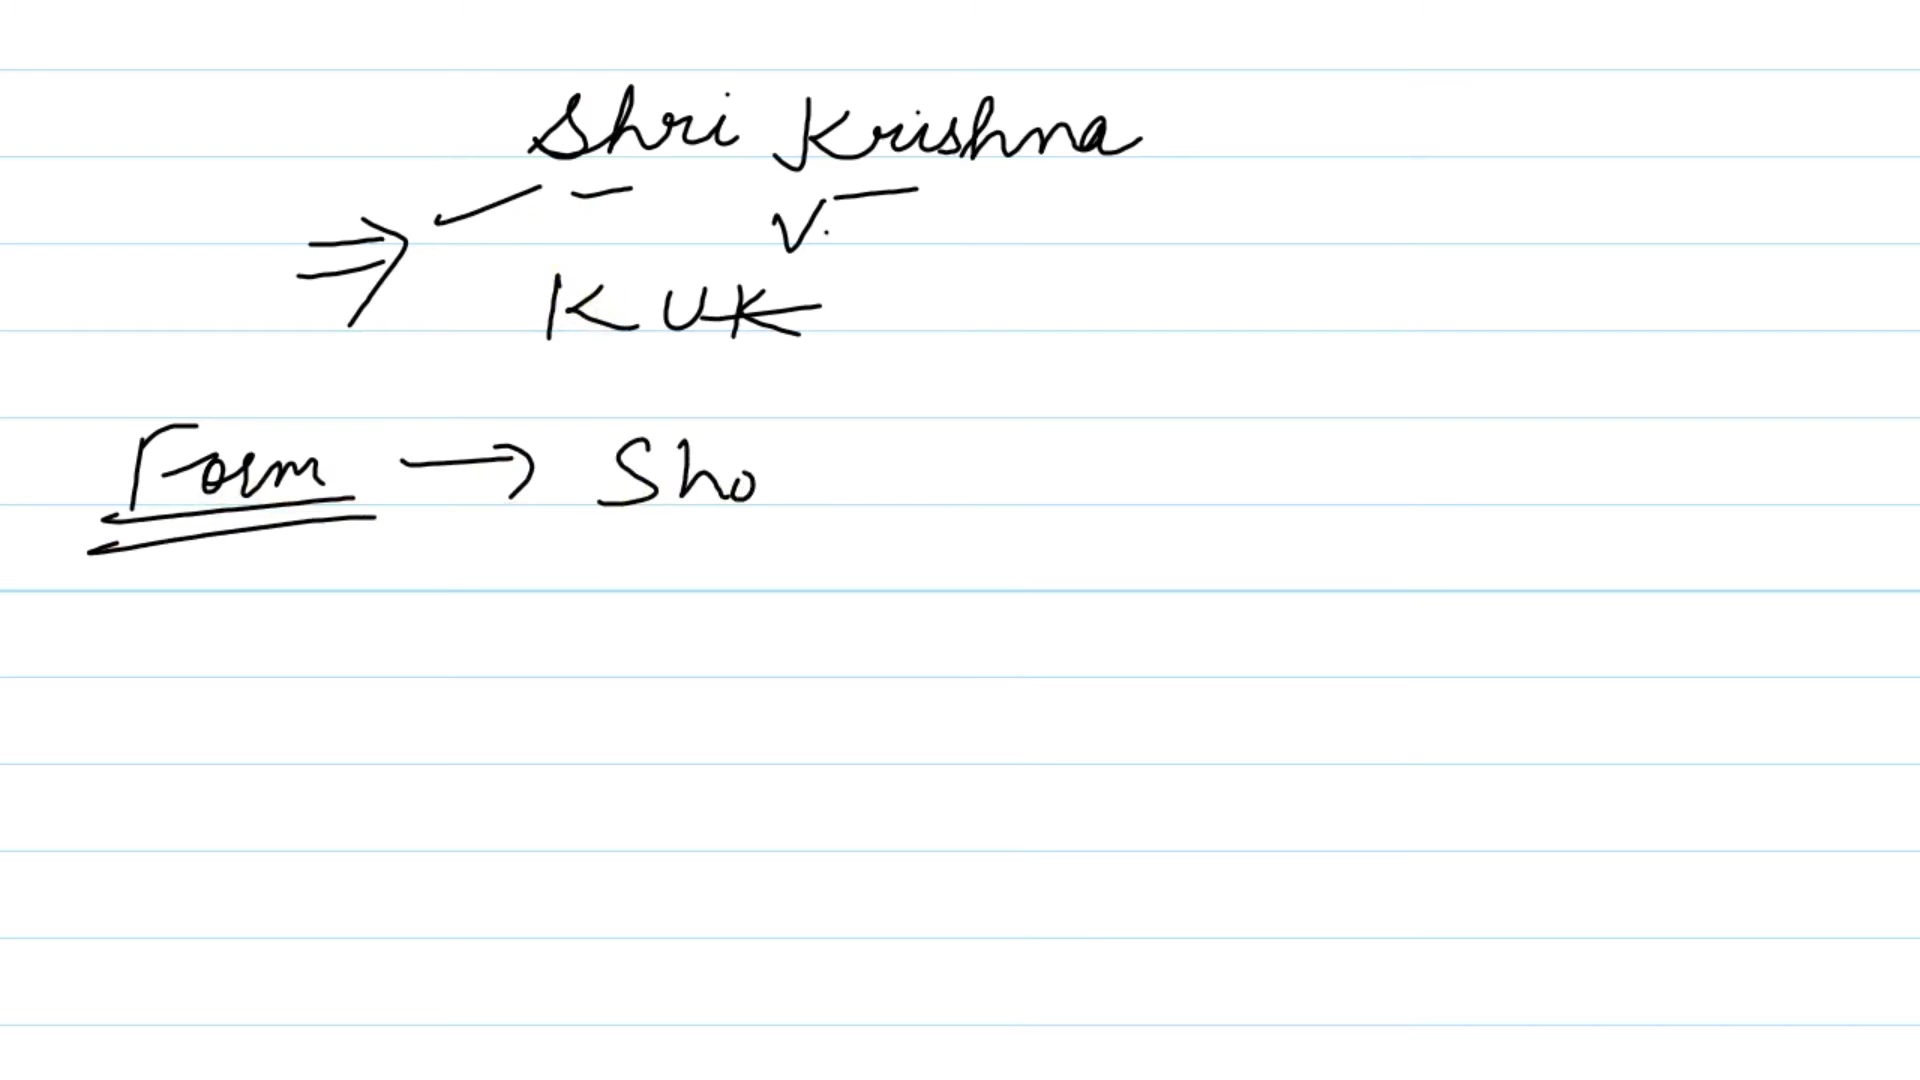 Shri Krishna
⇒ KUK
Form → Sho